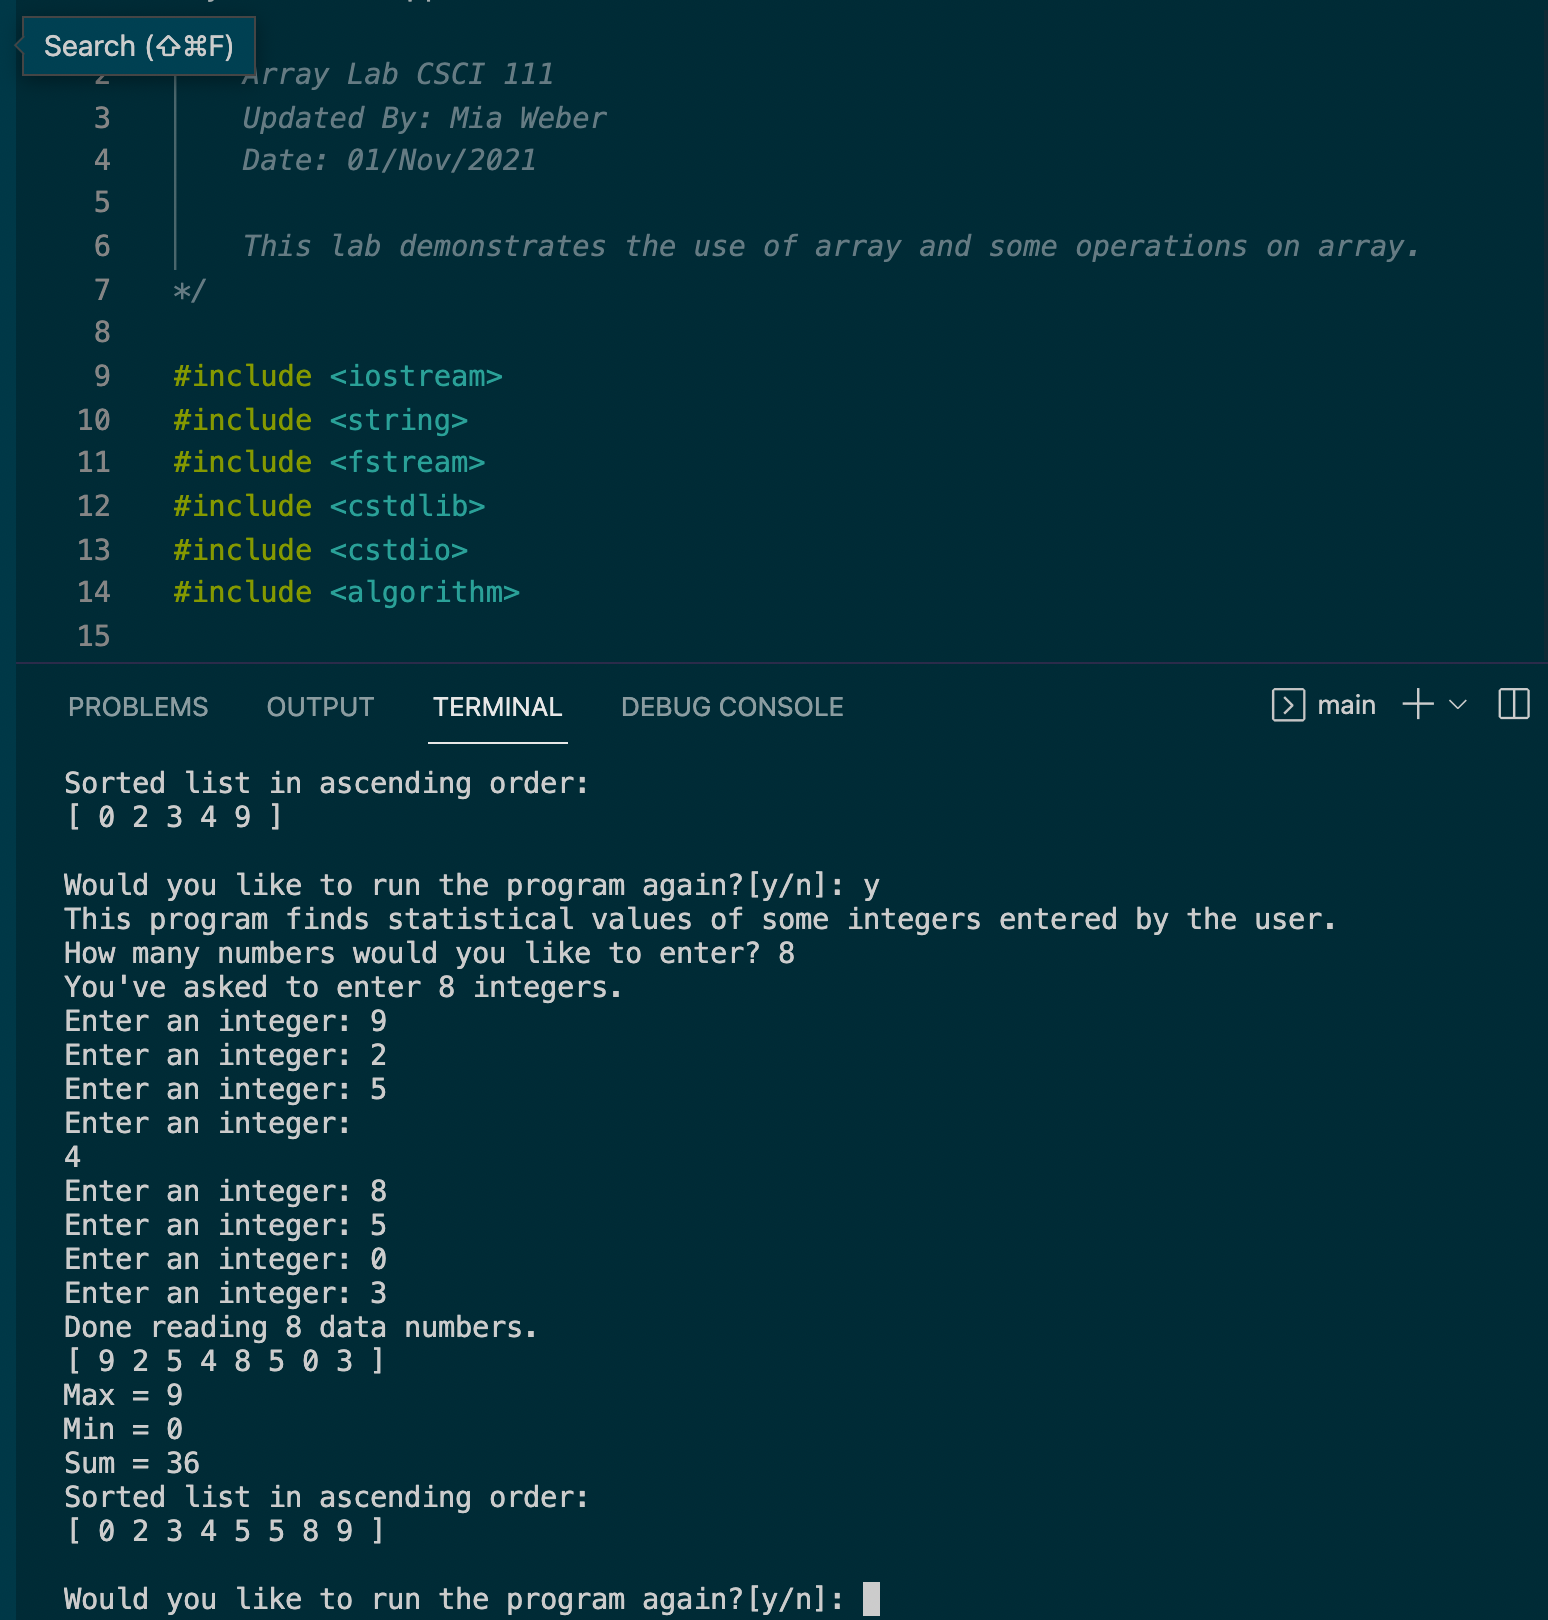 Search (⇧⌘F)
2 Array Lab CSCI 111
3 Updated By: Mia Weber
4 Date: 01/Nov/2021
5
6 This lab demonstrates the use of array and some operations on array.
7 */
8
9 #include <iostream>
10 #include <string>
11 #include <fstream>
12 #include <cstdlib>
13 #include <cstdio>
14 #include <algorithm>
15
PROBLEMS OUTPUT TERMINAL DEBUG CONSOLE main
Sorted list in ascending order:
[ 0 2 3 4 9 ]
Would you like to run the program again?[y/n]: y
This program finds statistical values of some integers entered by the user.
How many numbers would you like to enter? 8
You've asked to enter 8 integers.
Enter an integer: 9
Enter an integer: 2
Enter an integer: 5
Enter an integer:
4
Enter an integer: 8
Enter an integer: 5
Enter an integer: 0
Enter an integer: 3
Done reading 8 data numbers.
[ 9 2 5 4 8 5 0 3 ]
Max = 9
Min = 0
Sum = 36
Sorted list in ascending order:
[ 0 2 3 4 5 5 8 9 ]
Would you like to run the program again?[y/n]: